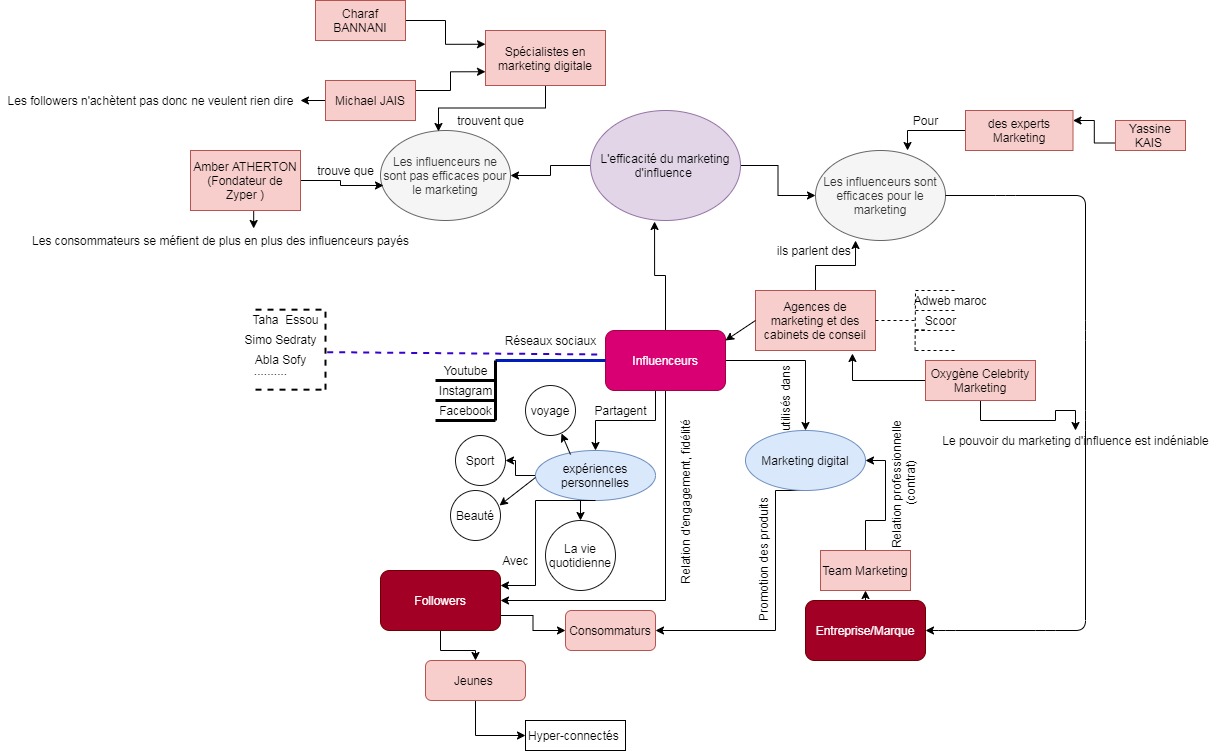 Charaf
BANNANI
Spécialistes en
marketing digitale
Les followers n'achètent pas donc ne veulent rien dire
Michael JAIS
trouvent que
Pour
des experts
Marketing
Yassine
KAIS
Amber ATHERTON
(Fondateur de
Zyper )
trouve que
Les influenceurs ne
sont pas efficaces pour
le marketing
L'efficacité du marketing
d'influence
Les influenceurs sont
efficaces pour le
marketing
Les consommateurs se méfient de plus en plus des influenceurs payés
ils parlent des
Agences de
marketing et des
cabinets de conseil
Adweb maroc
Scoor
Taha Essou
Simo Sedraty
Abla Sofy
..........
Réseaux sociaux
Influenceurs
Youtube
Instagram
Facebook
Oxygène Celebrity
Marketing
Le pouvoir du marketing d'influence est indéniable
voyage
Partagent
Relation d'engagement, fidélité
utilisés dans
Sport
expériences
personnelles
Beauté
La vie
quotidienne
Marketing digital
Relation professionnelle
(contrat)
Promotion des produits
Avec
Team Marketing
Followers
Consommaturs
Entreprise/Marque
Jeunes
Hyper-connectés